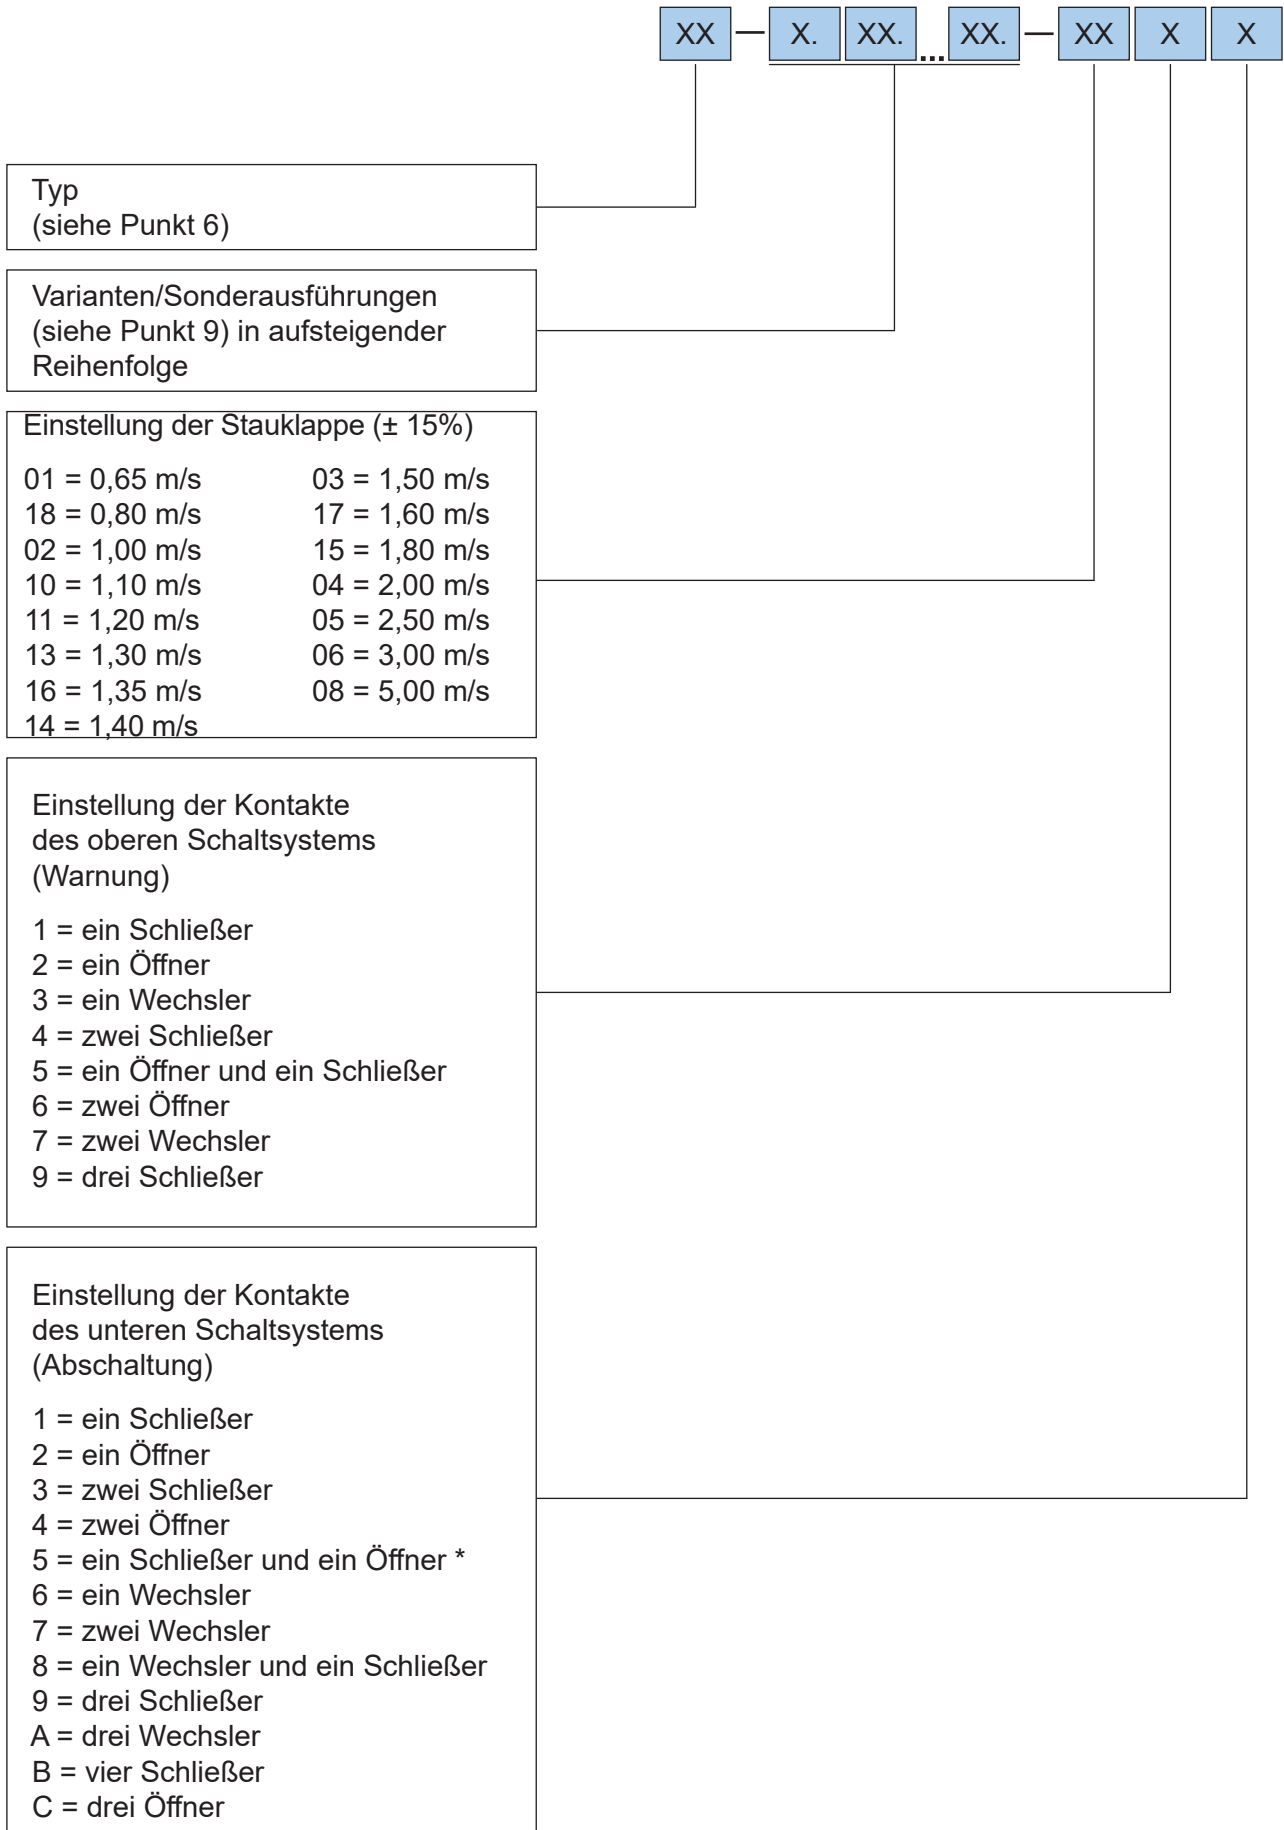 XX — X. XX. ... XX. — XX X X
Typ
(siehe Punkt 6)
Varianten/Sonderausführungen
(siehe Punkt 9) in aufsteigender
Reihenfolge
Einstellung der Stauklappe (± 15%)
01 = 0,65 m/s 03 = 1,50 m/s
18 = 0,80 m/s 17 = 1,60 m/s
02 = 1,00 m/s 15 = 1,80 m/s
10 = 1,10 m/s 04 = 2,00 m/s
11 = 1,20 m/s 05 = 2,50 m/s
13 = 1,30 m/s 06 = 3,00 m/s
16 = 1,35 m/s 08 = 5,00 m/s
14 = 1,40 m/s
Einstellung der Kontakte
des oberen Schaltsystems
(Warnung)
1 = ein Schließer
2 = ein Öffner
3 = ein Wechsler
4 = zwei Schließer
5 = ein Öffner und ein Schließer
6 = zwei Öffner
7 = zwei Wechsler
9 = drei Schließer
Einstellung der Kontakte
des unteren Schaltsystems
(Abschaltung)
1 = ein Schließer
2 = ein Öffner
3 = zwei Schließer
4 = zwei Öffner
5 = ein Schließer und ein Öffner *
6 = ein Wechsler
7 = zwei Wechsler
8 = ein Wechsler und ein Schließer
9 = drei Schließer
A = drei Wechsler
B = vier Schließer
C = drei Öffner